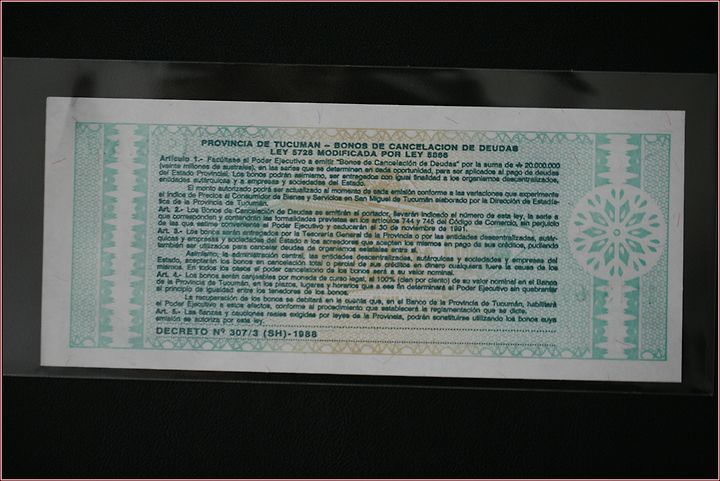 PROVINCIA DE TUCUMAN - BONOS DE CANCELACION DE DEUDAS
LEY 5728 MODIFICADA POR LEY 5866
Artículo 1.- Facúltase al Poder Ejecutivo a emitir "Bonos de Cancelación de Deudas" por la suma de 20.000.000
(veinte millones de australes), en las series que se determinen en cada oportunidad, para ser aplicados al pago de deudas
del Estado Provincial. Los bonos podrán asimismo, ser entregados con igual finalidad a los organismos descentralizados,
entidades autárquicas y a empresas y sociedades del Estado.
El monto autorizado podrá ser actualizado al momento de cada emisión conforme a las variaciones que experimente
el Indice de Precios al Consumidor de Bienes y Servicios en San Miguel de Tucumán elaborado por la Dirección de Estadís-
tica de la Provincia de Tucumán.
Art. 2.- Los Bonos de Cancelación de Deudas se emitirán al portador, llevarán indicado el número de esta ley, la serie a
que correspondan y contendrán las formalidades previstas en los artículos 744 y 745 del Código de Comercio, sin perjuicio
de las que estime conveniente el Poder Ejecutivo y caducarán el 30 de noviembre de 1991.
Art. 3.- Los bonos serán entregados por la Tesorería General de la Provincia o por las entidades descentralizadas, autár-
quicas y empresas y sociedades del Estado a los acreedores que acepten los mismos en pago de sus créditos, pudiendo
también ser utilizados para cancelar deudas de organismos estatales entre sí.
Asimismo, la administración central, las entidades descentralizadas, autárquicas y sociedades y empresas del
Estado, aceptarán los bonos en cancelación total o parcial de sus créditos en dinero cualquiera fuere la causa de los
mismos. En todos los casos el poder cancelatorio de los bonos será a su valor nominal.
Art. 4.- Los bonos serán canjeables por moneda de curso legal, al 100% (cien por ciento) de su valor nominal en el Banco
de la Provincia de Tucumán, en los plazos, lugares y horarios que a ese fin determinará el Poder Ejecutivo sin quebrantar
el principio de igualdad entre los tenedores de los bonos.
La recuperación de los bonos se debitará en la cuenta que, en el Banco de la Provincia de Tucumán, habilitará
el Poder Ejecutivo a estos efectos, conforme al procedimiento que establecerá la reglamentación que se dicte.
Art. 5.- Las fianzas y cauciones reales exigidas por leyes de la Provincia, podrán constituirse utilizando los bonos cuya
emisión se autoriza por esta ley.
DECRETO Nº 307/3 (SH)-1988